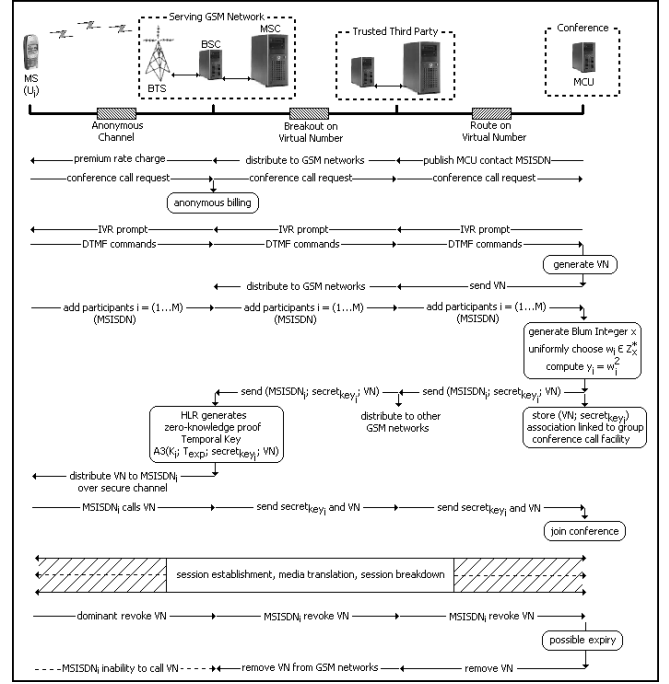 Serving GSM Network
MSC
BSC
BTS
MS
(Ui)
Trusted Third Party
Conference
MCU
Anonymous
Channel
Breakout on
Virtual Number
Route on
Virtual Number
premium rate charge
distribute to GSM networks
publish MCU contact MSISDN
conference call request
conference call request
conference call request
anonymous billing
IVR prompt
IVR prompt
IVR prompt
DTMF commands
DTMF commands
DTMF commands
generate VN
distribute to GSM networks
send VN
add participants i = (1...M)
(MSISDN)
add participants i = (1...M)
(MSISDN)
add participants i = (1...M)
(MSISDN)
generate Blum Integer x
uniformly choose wi ∈ Z*x
compute yi = wi2
send (MSISDNi; secretkeyi; VN)
send (MSISDNi; secretkeyi; VN)
HLR generates
zero-knowledge proof
Temporal Key
A3(Ki; Texp; secretkeyi; VN)
distribute to other
GSM networks
store (VN; secretkeyi)
association linked to group
conference call facility
distribute VN to MSISDNi
over secure channel
MSISDNi calls VN
send secretkeyi and VN
send secretkeyi and VN
join conference
session establishment, media translation, session breakdown
dominant revoke VN
MSISDNi revoke VN
MSISDNi revoke VN
possible expiry
MSISDNi inability to call VN
remove VN from GSM networks
remove VN